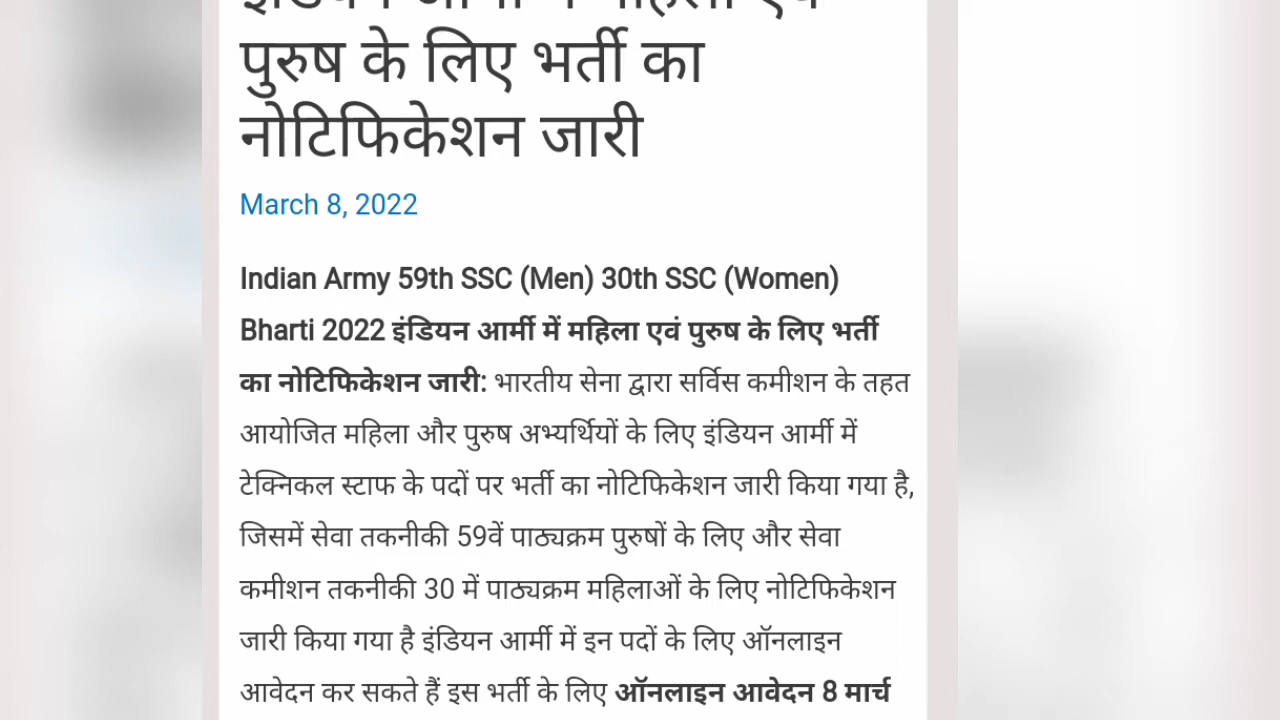 पुरुष के लिए भर्ती का
नोटिफिकेशन जारी
March 8, 2022
Indian Army 59th SSC (Men) 30th SSC (Women)
Bharti 2022 इंडियन आर्मी में महिला एवं पुरुष के लिए भर्ती
का नोटिफिकेशन जारी: भारतीय सेना द्वारा सर्विस कमीशन के तहत
आयोजित महिला और पुरुष अभ्यर्थियों के लिए इंडियन आर्मी में
टेक्निकल स्टाफ के पदों पर भर्ती का नोटिफिकेशन जारी किया गया है,
जिसमें सेवा तकनीकी 59वें पाठ्यक्रम पुरुषों के लिए और सेवा
कमीशन तकनीकी 30 में पाठ्यक्रम महिलाओं के लिए नोटिफिकेशन
जारी किया गया है इंडियन आर्मी में इन पदों के लिए ऑनलाइन
आवेदन कर सकते हैं इस भर्ती के लिए ऑनलाइन आवेदन 8 मार्च